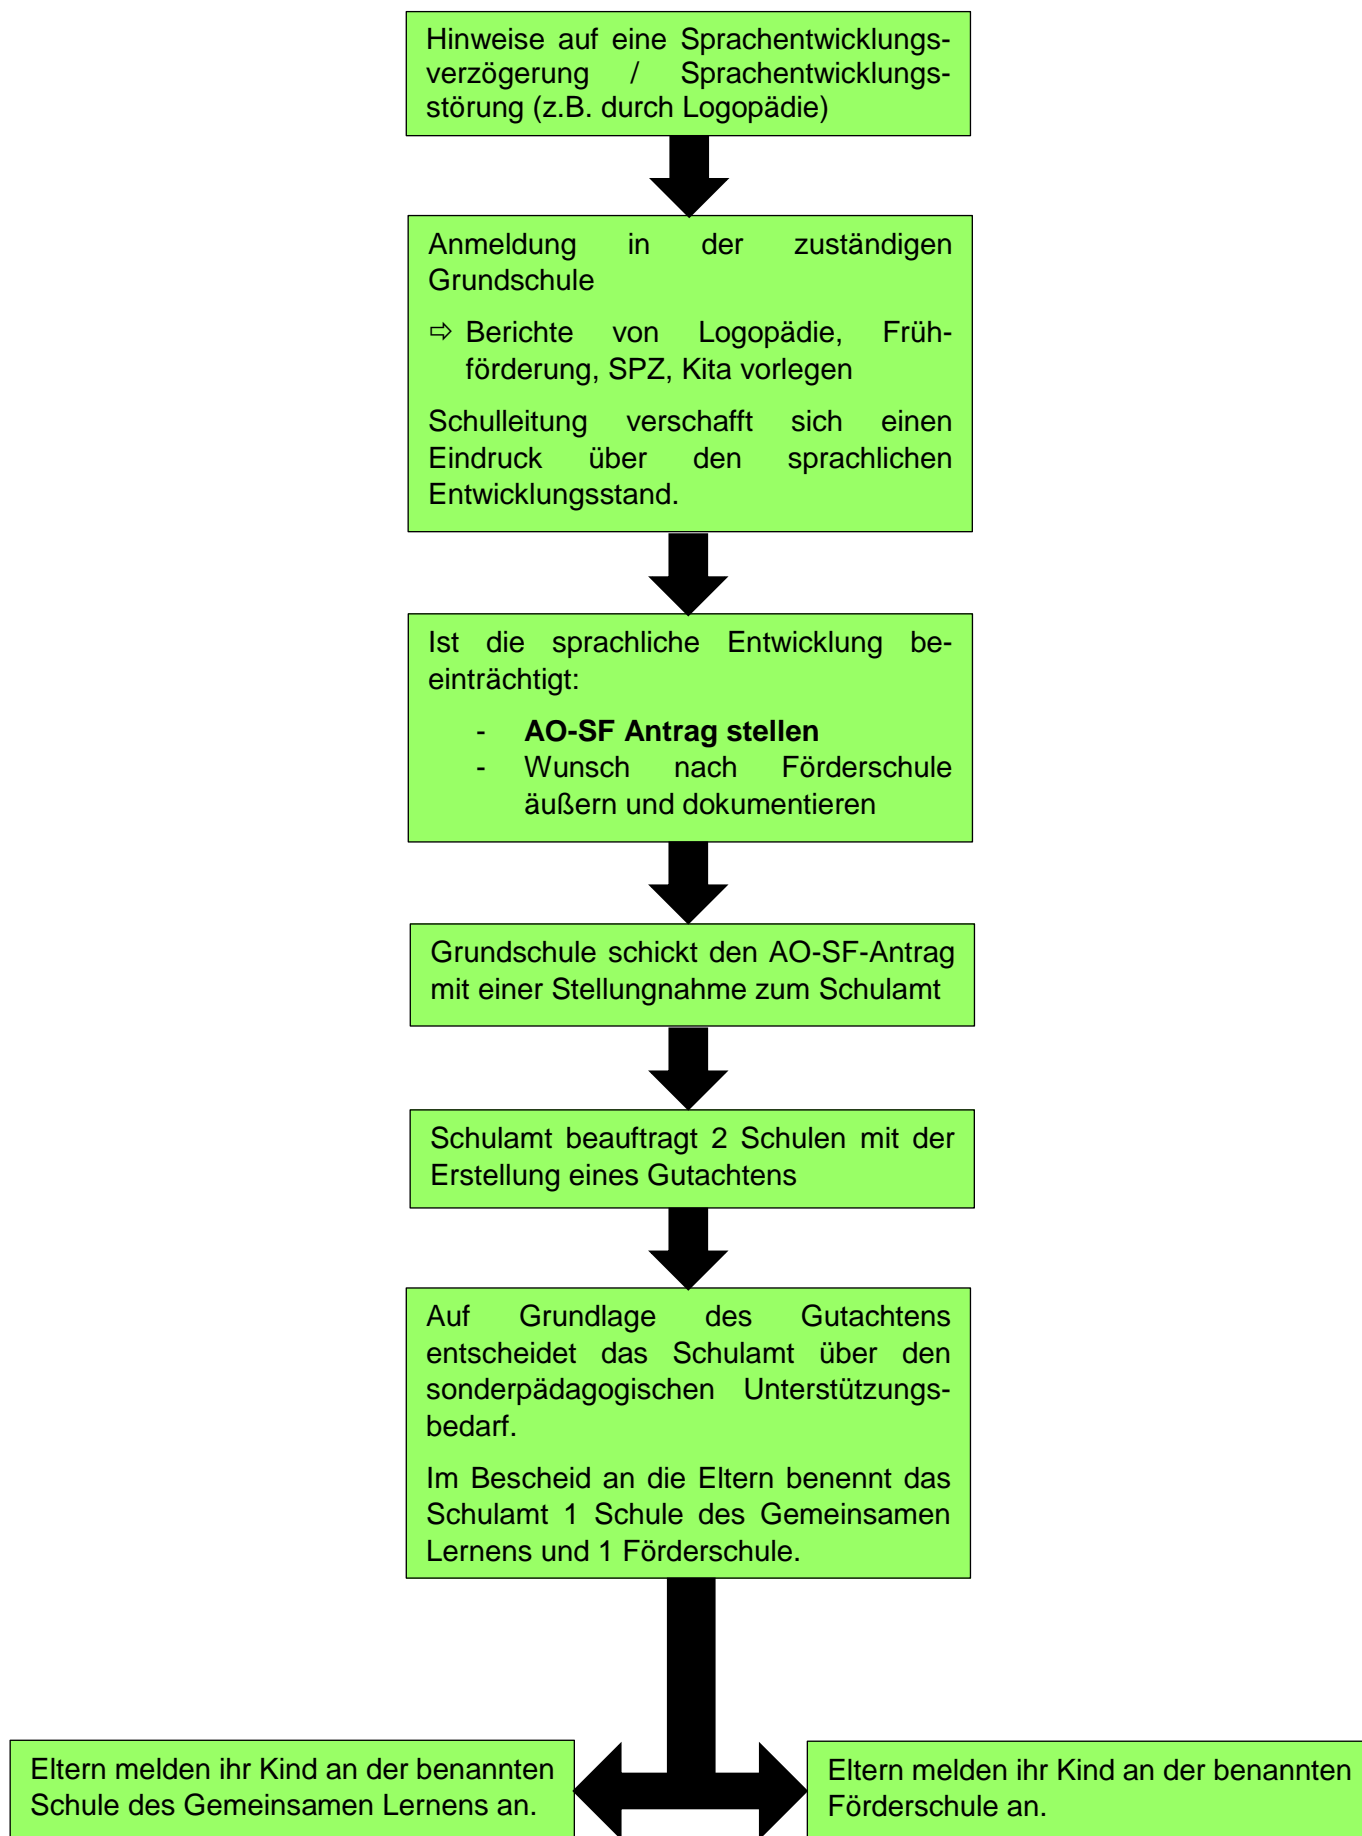 Hinweise auf eine Sprachentwicklungs-
verzögerung / Sprachentwicklungs-
störung (z.B. durch Logopädie)
Anmeldung in der zuständigen
Grundschule
⇨ Berichte von Logopädie, Früh-
förderung, SPZ, Kita vorlegen
Schulleitung verschafft sich einen
Eindruck über den sprachlichen
Entwicklungsstand.
Ist die sprachliche Entwicklung be-
einträchtigt:
- AO-SF Antrag stellen
- Wunsch nach Förderschule
äußern und dokumentieren
Grundschule schickt den AO-SF-Antrag
mit einer Stellungnahme zum Schulamt
Schulamt beauftragt 2 Schulen mit der
Erstellung eines Gutachtens
Auf Grundlage des Gutachtens
entscheidet das Schulamt über den
sonderpädagogischen Unterstützungs-
bedarf.
Im Bescheid an die Eltern benennt das
Schulamt 1 Schule des Gemeinsamen
Lernens und 1 Förderschule.
Eltern melden ihr Kind an der benannten
Schule des Gemeinsamen Lernens an.
Eltern melden ihr Kind an der benannten
Förderschule an.